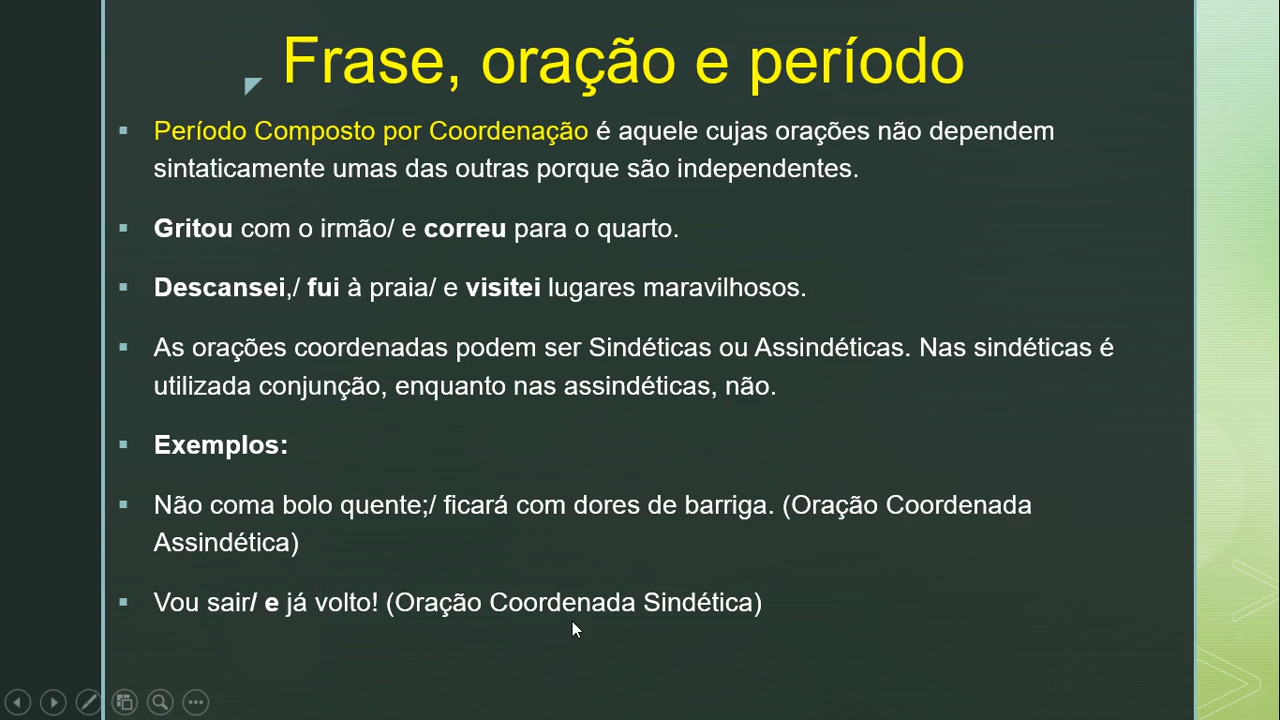 Frase, oração e período
Período Composto por Coordenação é aquele cujas orações não dependem
sintaticamente umas das outras porque são independentes.
Gritou com o irmão/ e correu para o quarto.
Descansei,/ fui à praia/ e visitei lugares maravilhosos.
As orações coordenadas podem ser Sindéticas ou Assindéticas. Nas sindéticas é
utilizada conjunção, enquanto nas assindéticas, não.
Exemplos:
Não coma bolo quente;/ ficará com dores de barriga. (Oração Coordenada
Assindética)
Vou sair/ e já volto! (Oração Coordenada Sindética)